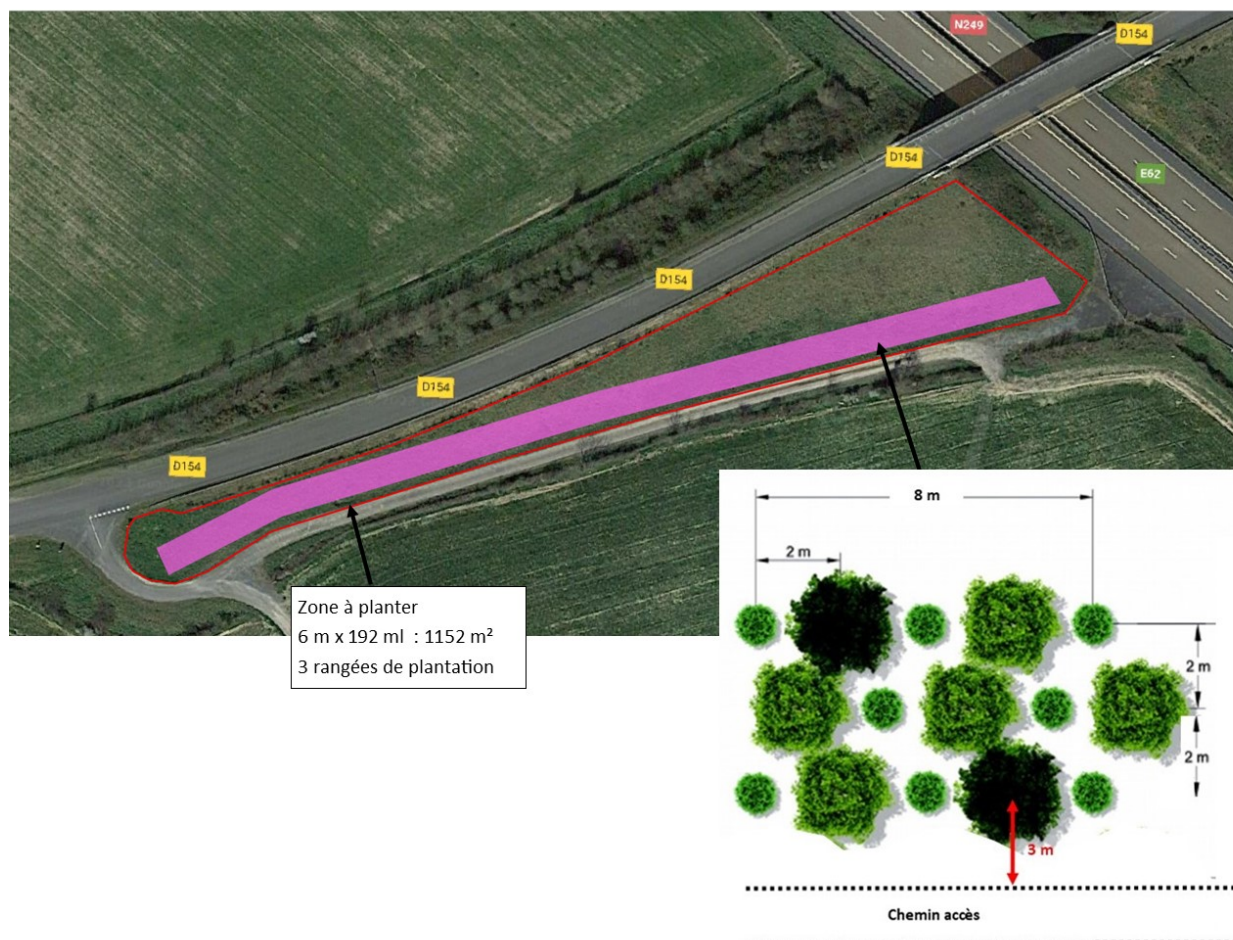 N249
D154
D154
E62
D154
D154
D154
8 m
2 m
Zone à planter
6 m x 192 ml : 1152 m²
3 rangées de plantation
2 m
2 m
3 m
Chemin accès